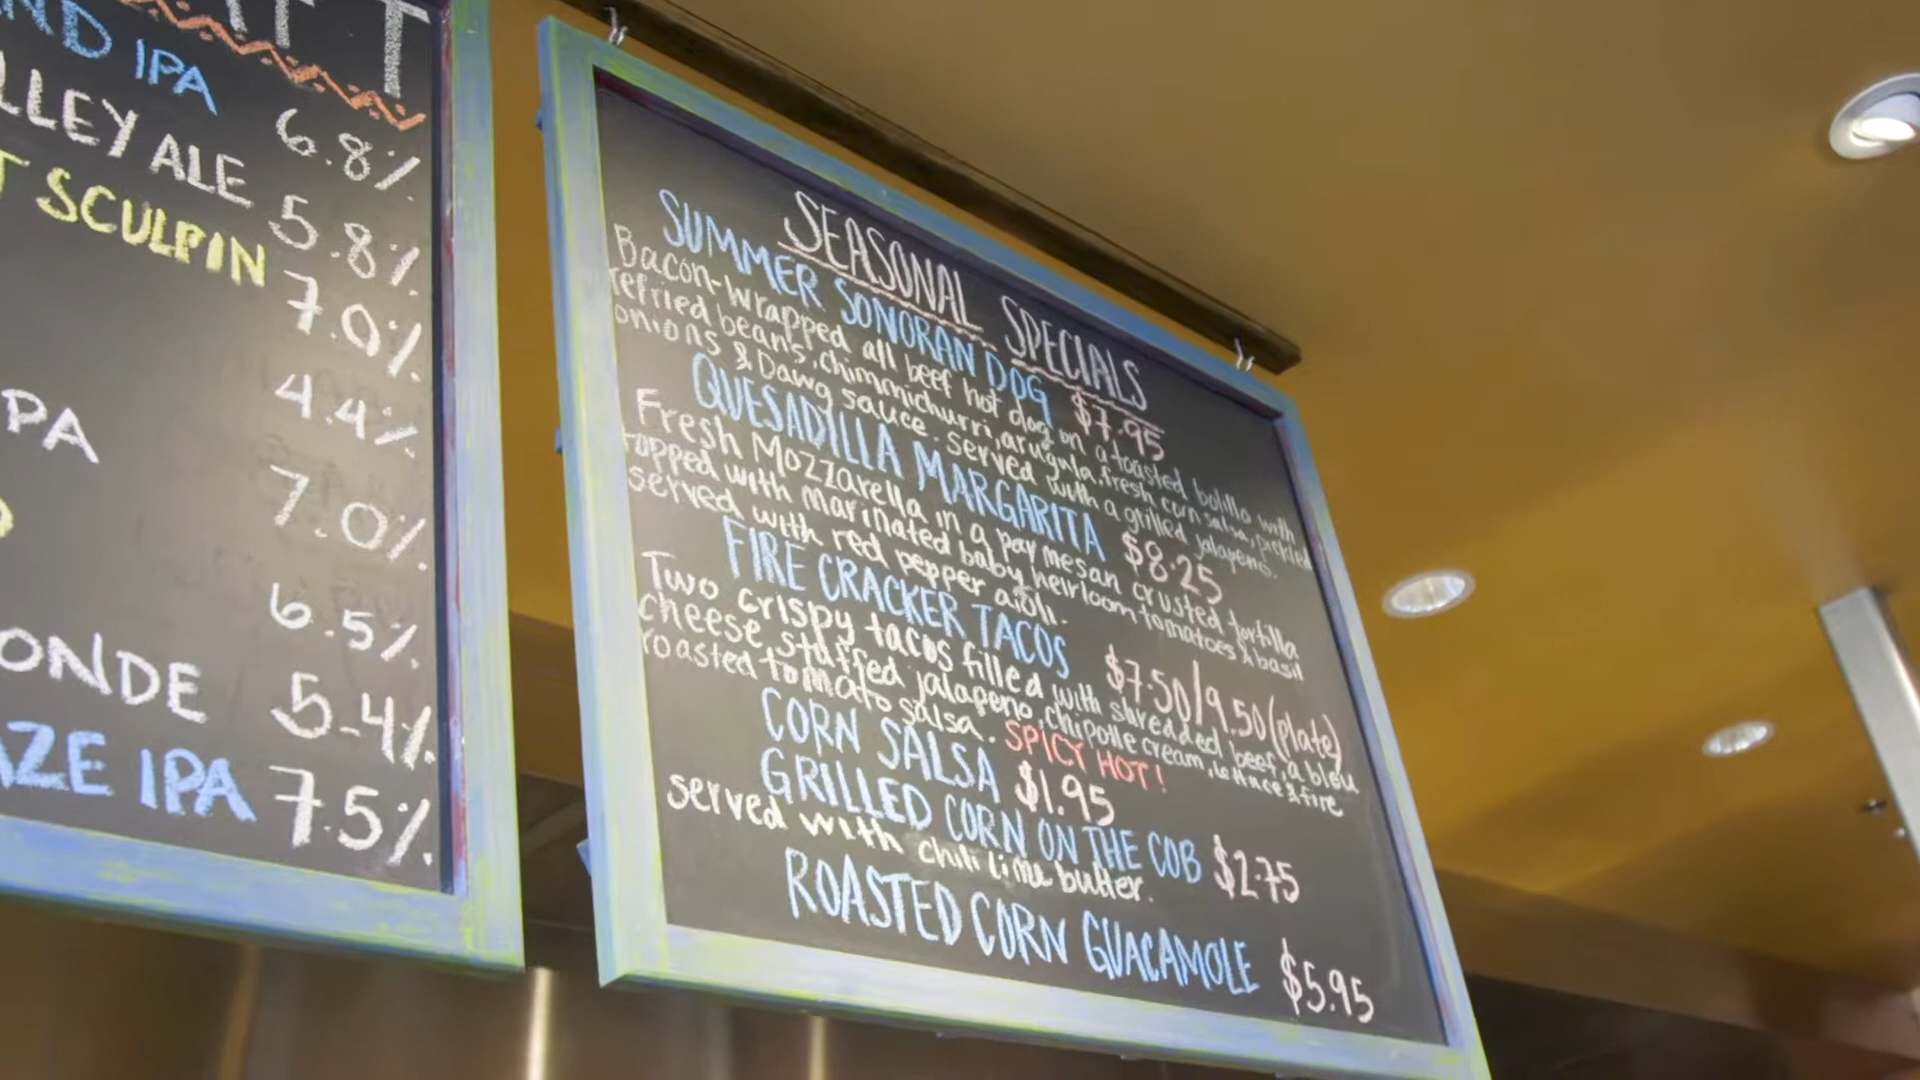 TT
ND IPA 6.8%
LLEY ALE 5.8%
T SCULPIN 7.0%
4.4%
PA 7.0%
6.5%
ONDE 5.4%
AZE IPA 7.5%
SEASONAL SPECIALS
SUMMER SONORAN DOG $7.95
Bacon-wrapped all beef hot dog on a toasted bolillo with
refried beans, chimmichurri, arugula, fresh corn salsa, pickled
onions & Dawg sauce. Served with a grilled jalapeno.
QUESADILLA MARGARITA $8.25
Fresh Mozzarella in a parmesan crusted tortilla
topped with marinated baby heirloom tomatoes & basil
served with red pepper aioli.
FIRE CRACKER TACOS $7.50/9.50(plate)
Two crispy tacos filled with shredded beef, a bleu
cheese stuffed jalapeno, chipotle cream, lettuce & fire
roasted tomato salsa. SPICY HOT!
CORN SALSA $1.95
GRILLED CORN ON THE COB $2.75
served with chili lime butter.
ROASTED CORN GUACAMOLE $5.95